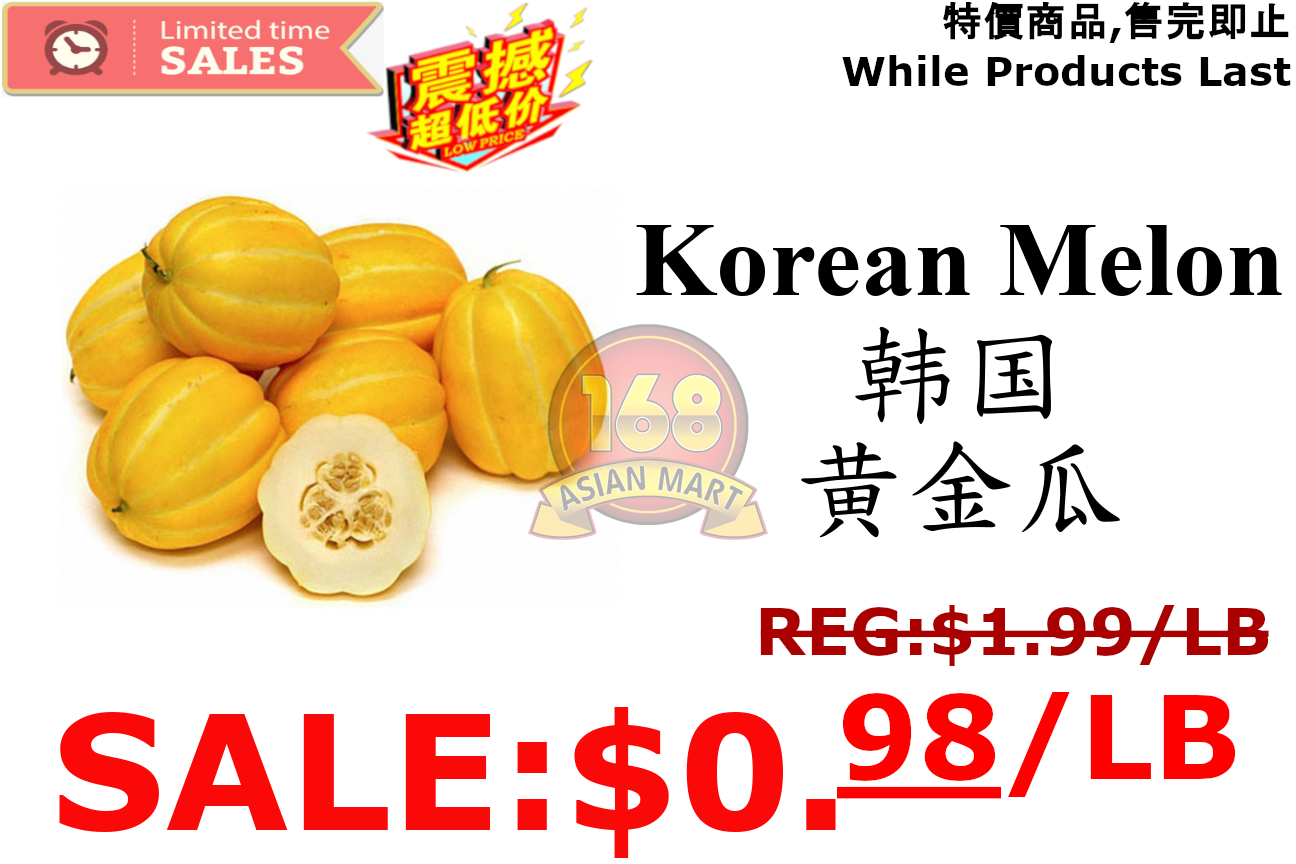 Limited time
SALES
震撼
超低价
LOW PRICE
特價商品,售完即止
While Products Last
Korean Melon
韩国
黄金瓜
168
ASIAN MART
REG:$1.99/LB
SALE:$0.98/LB